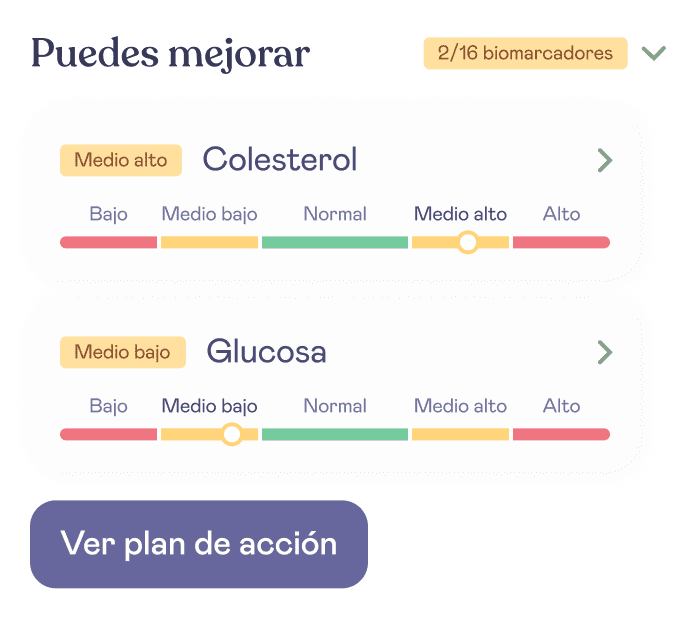 Puedes mejorar 2/16 biomarcadores
Medio alto Colesterol
Bajo Medio bajo Normal Medio alto Alto
Medio bajo Glucosa
Bajo Medio bajo Normal Medio alto Alto
Ver plan de acción